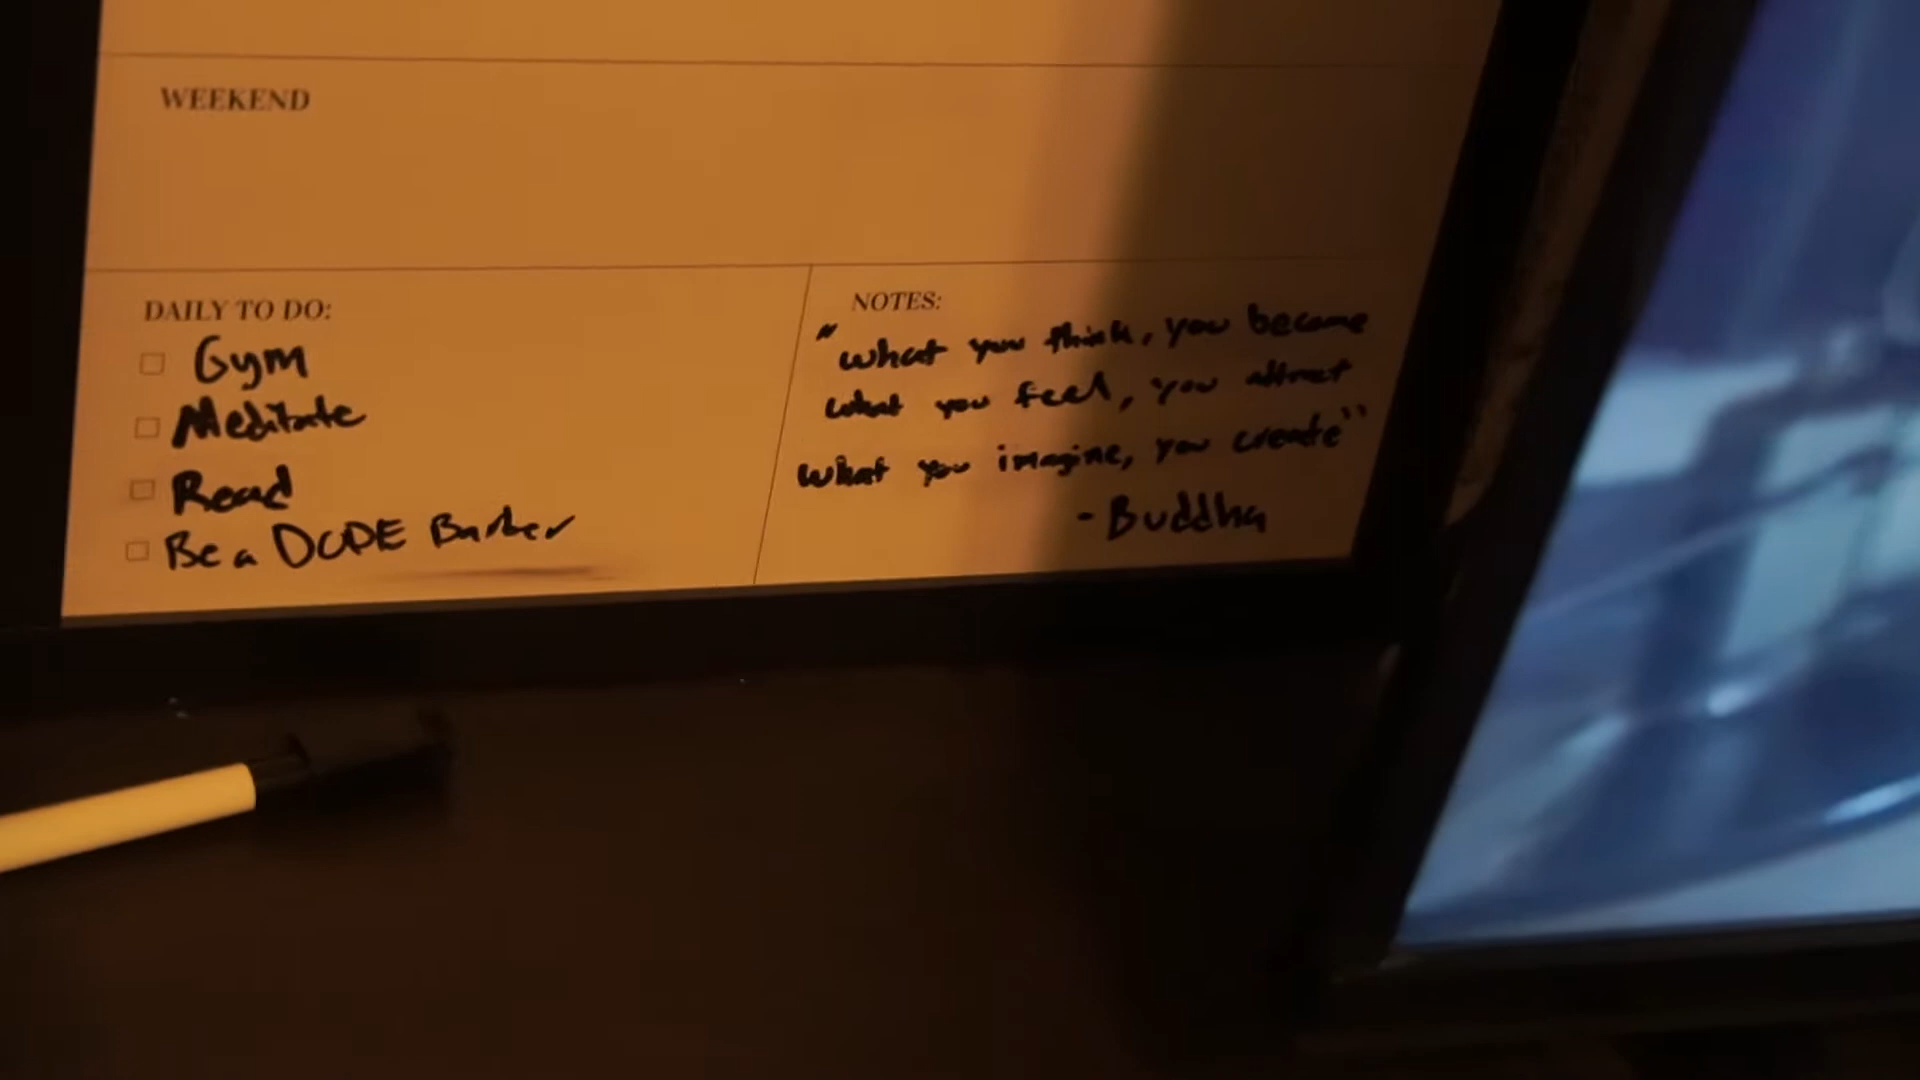 WEEKEND
DAILY TO DO:
Gym
Meditate
Read
Be a DOPE Barber
NOTES:
"what you think, you become
what you feel, you attract
what you imagine, you create"
- Buddha